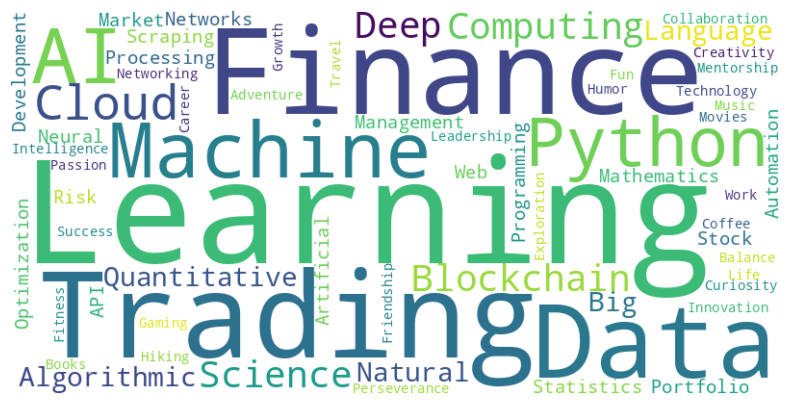 Market
Networks
Deep
Computing
Collaboration
Language
Development
AI
Scraping
Finance
Growth
Travel
Creativity
Processing
Mentorship
Networking
Fun
Humor
Technology
Cloud
Career
Adventure
Music
Movies
Neural
Machine
Management
Leadership
Python
Automation
Intelligence
Passion
Web
Programming
Mathematics
Learning
Risk
Exploration
Work
Success
Optimization
Artificial
Coffee
Stock
Balance
Quantitative
Friendship
Blockchain
Life
Curiosity
Trading
Fitness
API
Big
Data
Innovation
Gaming
Hiking
Books
Algorithmic
Science
Natural
Perseverance
Statistics
Portfolio